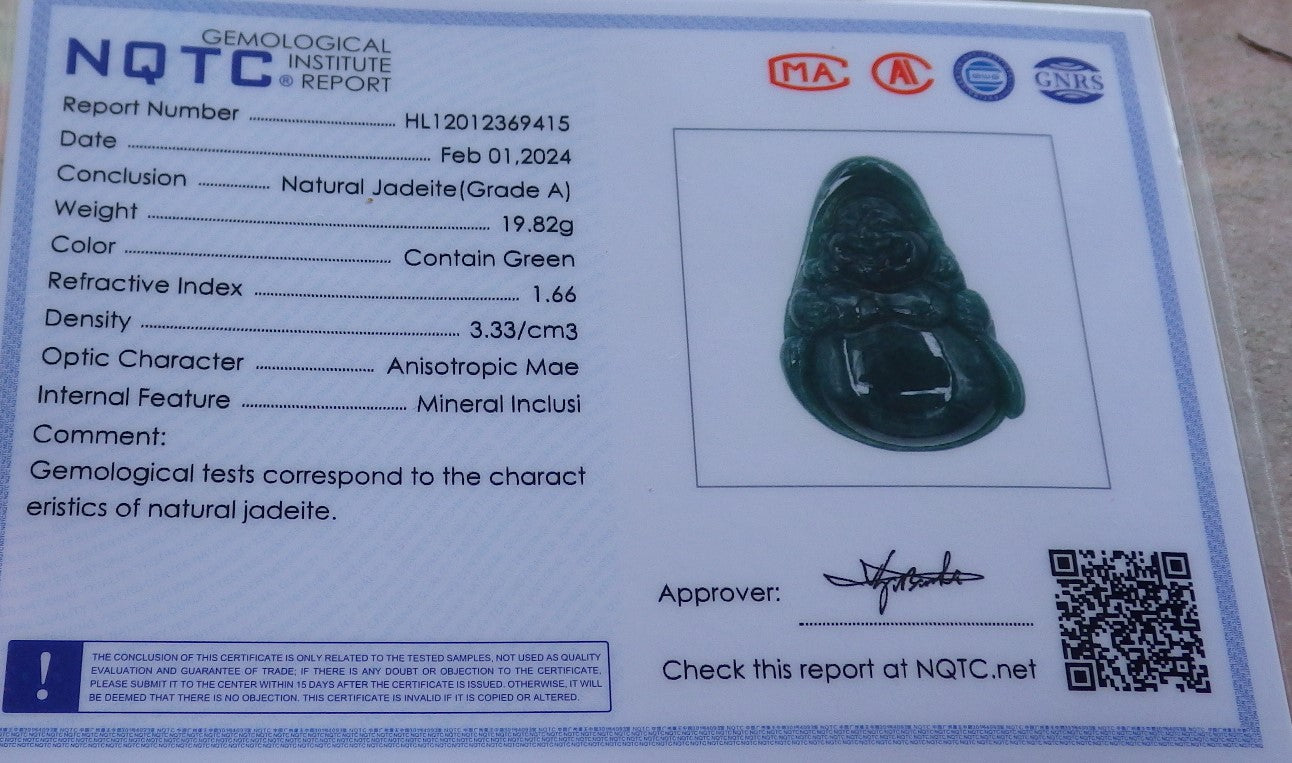 NQTC® GEMOLOGICAL
INSTITUTE
REPORT
Report Number HL12012369415
Date Feb 01,2024
Conclusion Natural Jadeite(Grade A)
Weight 19.82g
Color Contain Green
Refractive Index 1.66
Density 3.33/cm3
Optic Character Anisotropic Mae
Internal Feature Mineral Inclusi
Comment:
Gemological tests correspond to the charact
eristics of natural jadeite.
! THE CONCLUSION OF THIS CERTIFICATE IS ONLY RELATED TO THE TESTED SAMPLES, NOT USED AS QUALITY
EVALUATION AND GUARANTEE OF TRADE; IF THERE IS ANY DOUBT OR OBJECTION TO THE CERTIFICATE,
PLEASE SUBMIT IT TO THE CENTER WITHIN 15 DAYS AFTER THE CERTIFICATE IS ISSUED. OTHERWISE, IT WILL
BE DEEMED THAT THERE IS NO OBJECTION. THIS CERTIFICATE IS INVALID IF IT IS COPIED OR ALTERED.
MA
GNRS
Approver:
Check this report at NQTC.net